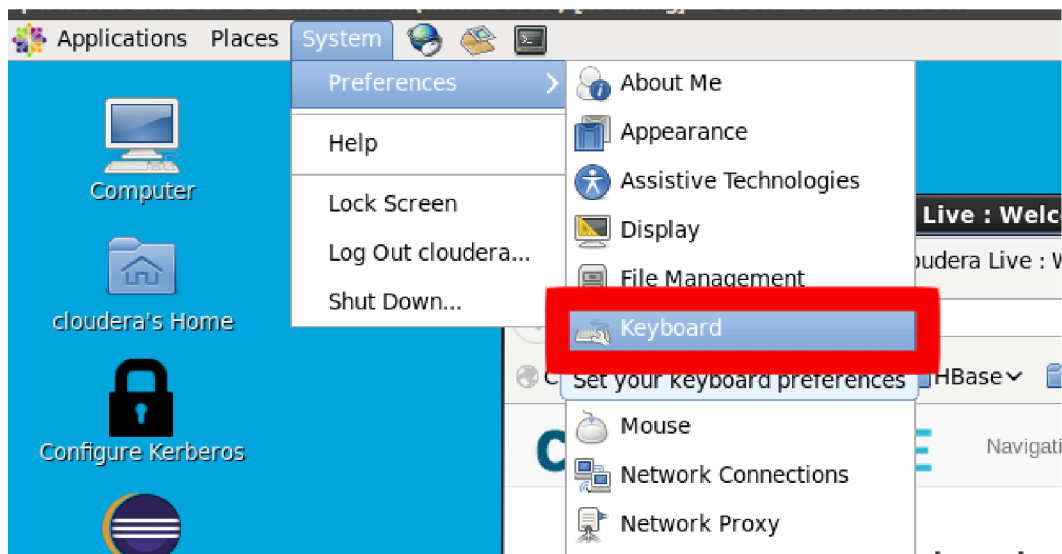 Applications Places System
Preferences
Help
Lock Screen
Log Out cloudera...
Shut Down...
About Me
Appearance
Assistive Technologies
Display
File Management
Keyboard
Set your keyboard preferences
Mouse
Network Connections
Network Proxy
Computer
cloudera's Home
Configure Kerberos
Live : Welc
oudera Live : W
C
HBase
C E
Navigati